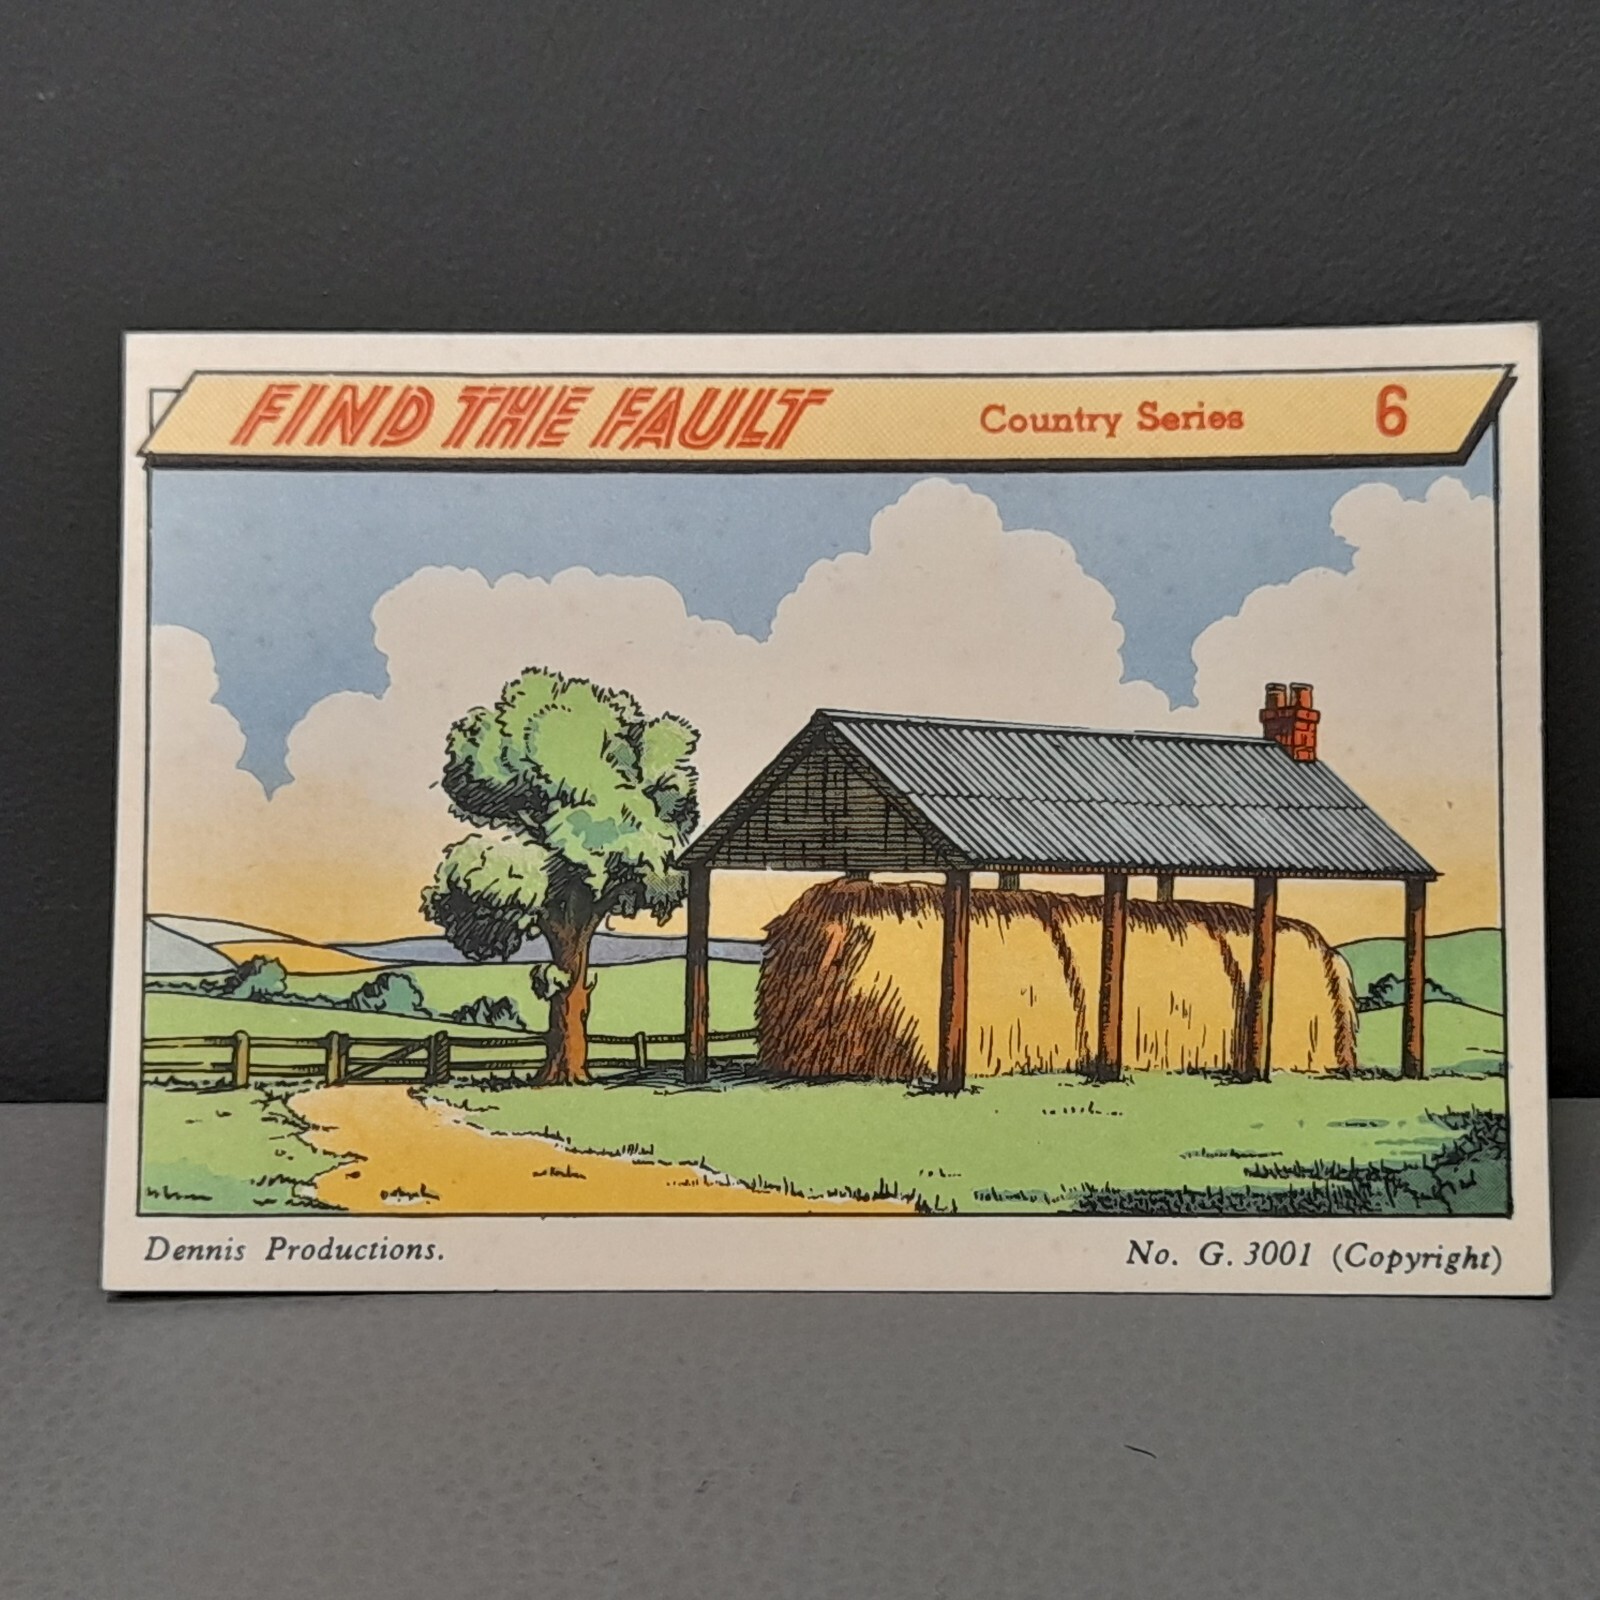 FIND THE FAULT Country Series 6
Dennis Productions. No. G. 3001 (Copyright)